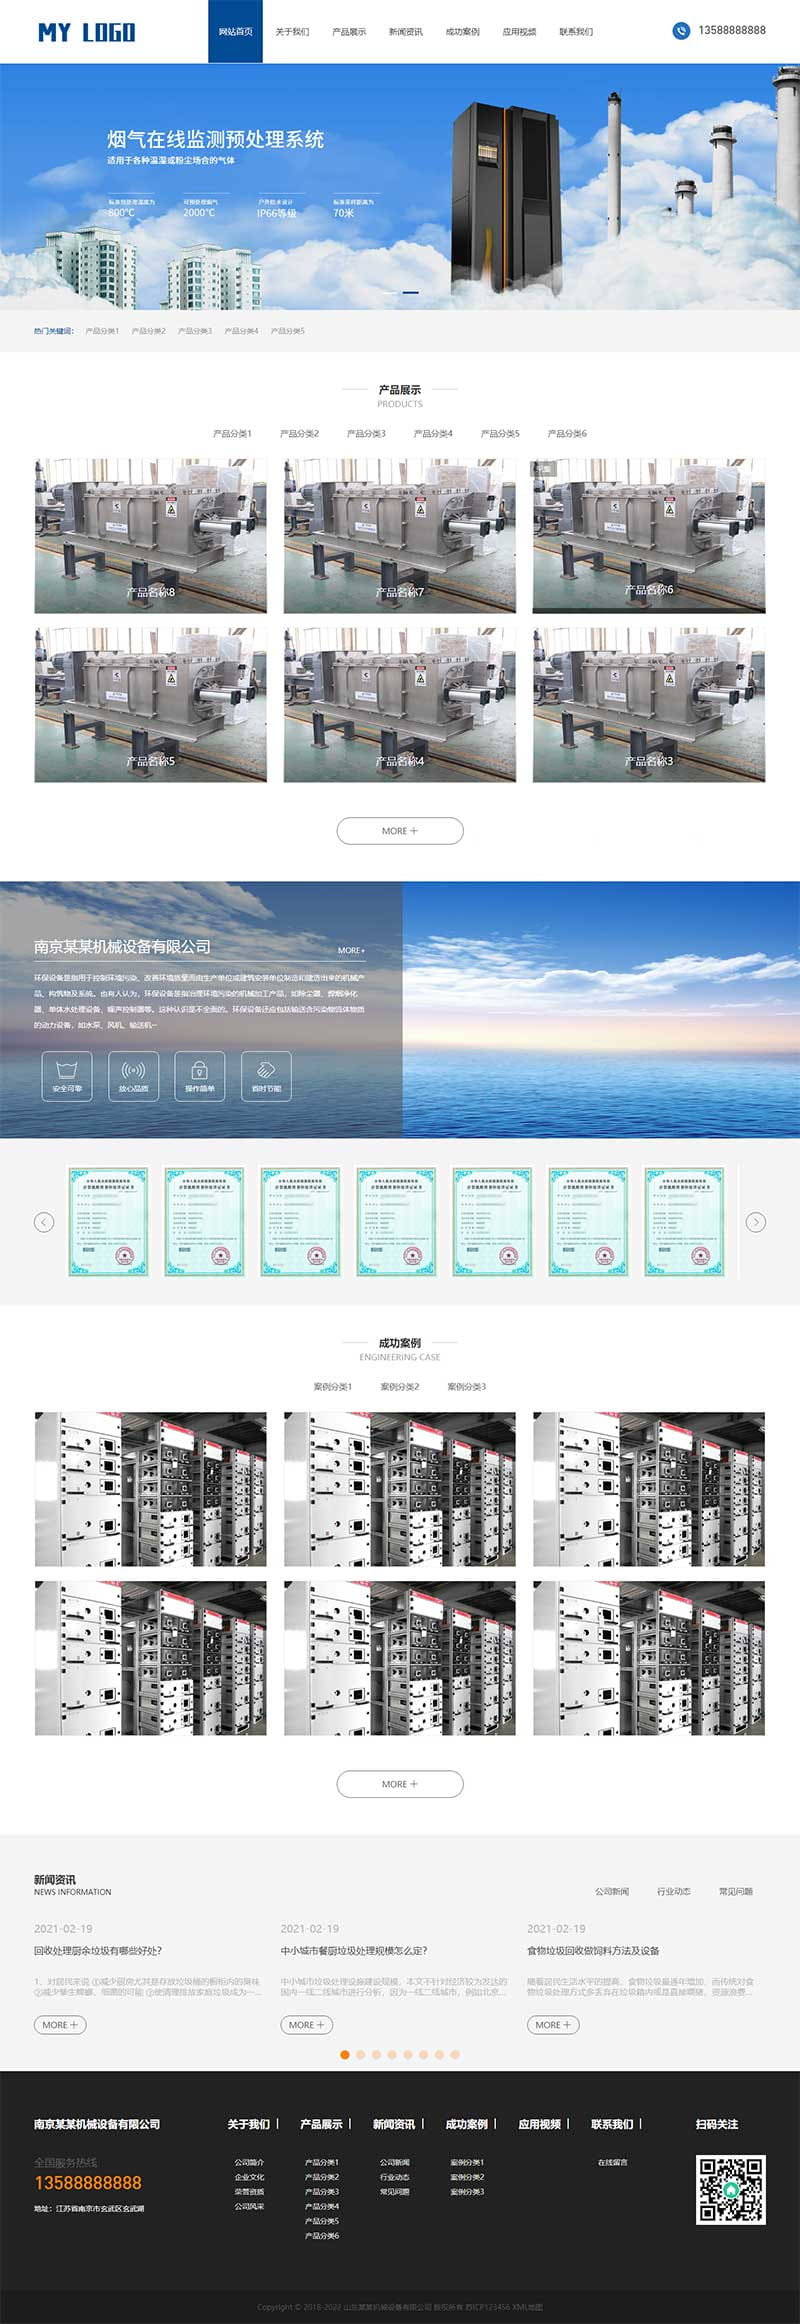 MY LOGO
网站首页 关于我们 产品展示 新闻资讯 成功案例 应用视频 联系我们
13588888888
烟气在线监测预处理系统
适用于各种温湿或粉尘场合的气体
标准预处理温度为 可预处理烟气 户外防水设计 标准采样距离为
800℃ 2000℃ IP66等级 70米
热门关键词： 产品分类1 产品分类2 产品分类3 产品分类4 产品分类5
产品展示
PRODUCTS
产品分类1 产品分类2 产品分类3 产品分类4 产品分类5 产品分类6
产品名称8 产品名称7 产品名称6
产品名称5 产品名称4 产品名称3
MORE +
南京某某机械设备有限公司
MORE+
环保设备是指用于控制环境污染、改善环境质量而由生产单位或建筑安装单位制造和建造出来的机械产
品、构筑物及系统。也有人认为，环保设备是指治理环境污染的机械加工产品，如除尘器、焊烟净化
器、单体水处理设备、噪声控制器等。这种认识是不全面的。环保设备还应包括输送含污染物流体物质
的动力设备，如水泵、风机、输送机···
安全可靠 放心品质 操作简单 省时节能
成功案例
ENGINEERING CASE
案例分类1 案例分类2 案例分类3
MORE +
新闻资讯
NEWS INFORMATION
公司新闻 行业动态 常见问题
2021-02-19
回收处理厨余垃圾有哪些好处?
1、对居民来说 ①减少厨房尤其是存放垃圾桶的橱柜内的臭味
②减少孳生蟑螂、细菌的可能 ③使清理排放家庭垃圾成为一...
MORE +
2021-02-19
中小城市餐厨垃圾处理规模怎么定?
中小城市垃圾处理设施建设规模，本文不针对经济较为发达的
国内一线二线城市进行分析，因为一线二线城市，例如北京...
MORE +
2021-02-19
食物垃圾回收做饲料方法及设备
随着居民生活水平的提高，食物垃圾量逐年增加，而传统对食
物垃圾处理方式多丢弃在垃圾箱内或是直接喂猪，资源浪费...
MORE +
南京某某机械设备有限公司
全国服务热线
13588888888
地址：江苏省南京市玄武区玄武湖
关于我们
公司简介
企业文化
荣誉资质
公司风采
产品展示
产品分类1
产品分类2
产品分类3
产品分类4
产品分类5
产品分类6
新闻资讯
公司新闻
行业动态
常见问题
成功案例
案例分类1
案例分类2
案例分类3
应用视频
联系我们
在线留言
扫码关注
Copyright © 2018-2022 山东某某机械设备有限公司 版权所有 苏ICP123456 XML地图